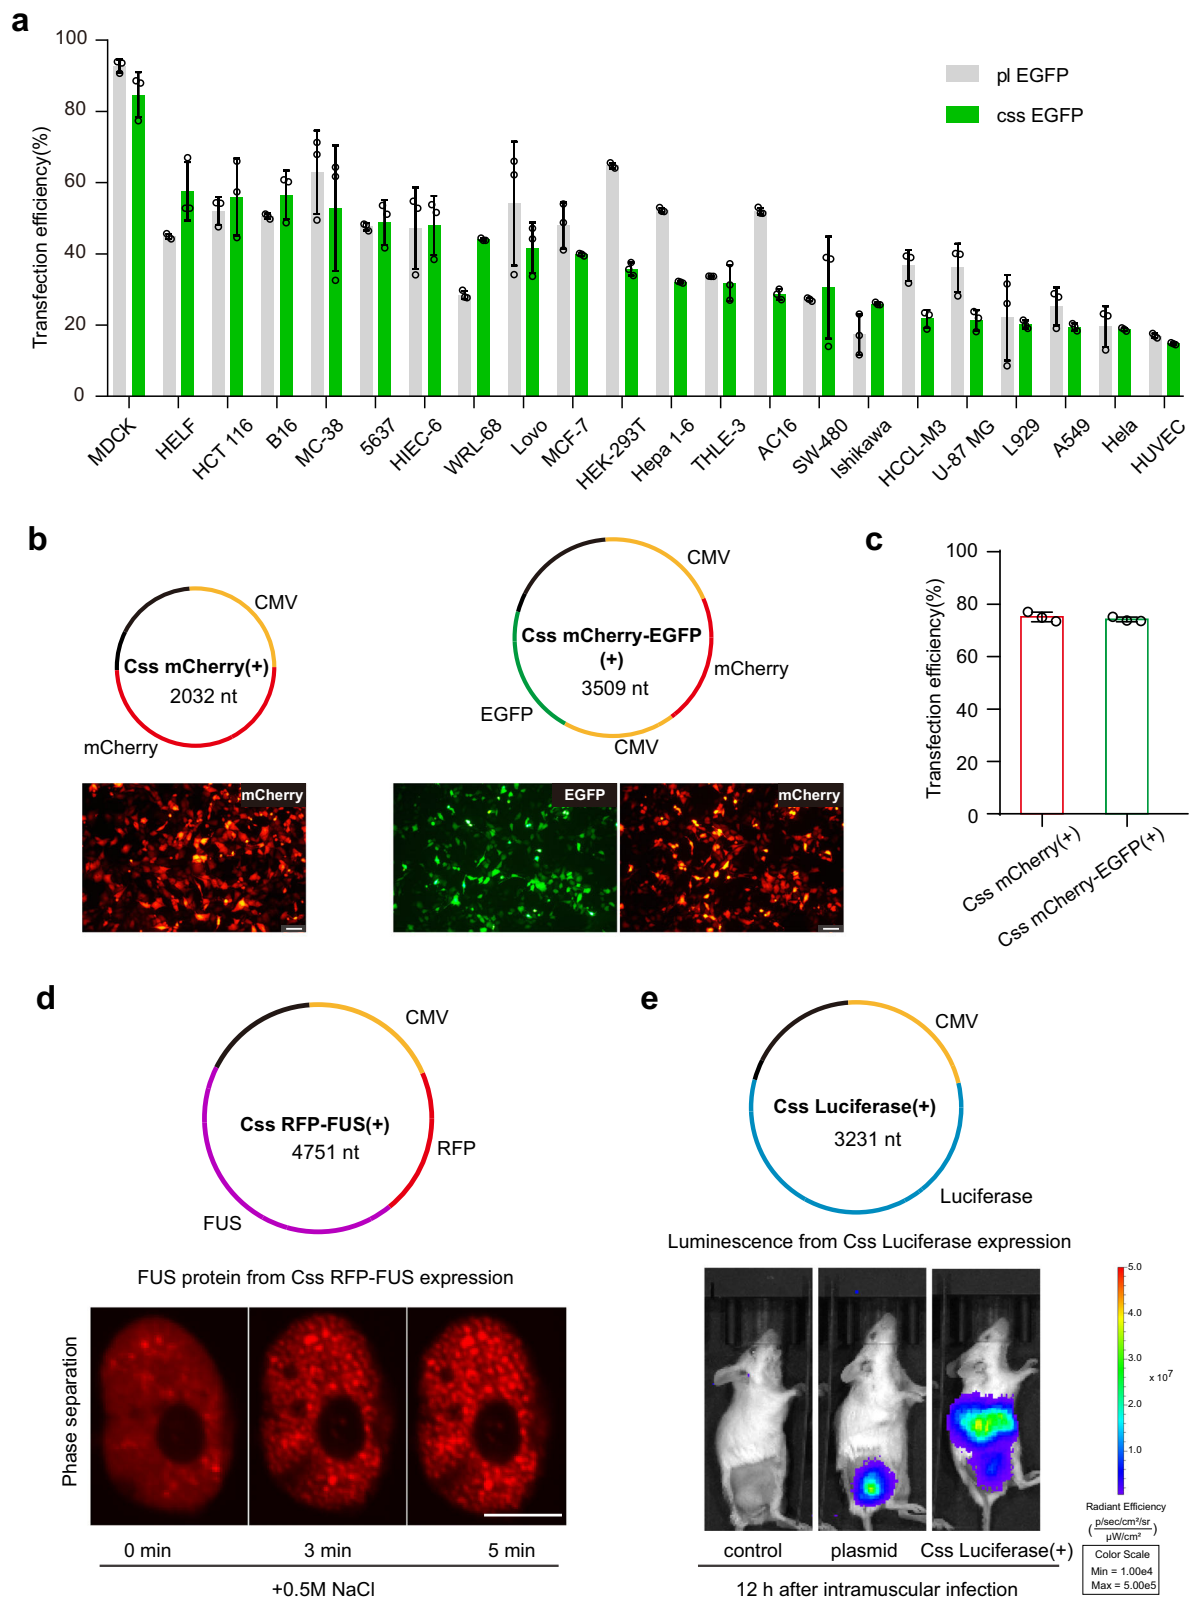 a
100
80
60
40
20
0
Transfection efficiency(%)
pl EGFP
css EGFP
MDCK
HELF
HCT 116
B16
MC-38
5637
HIEC-6
WRL-68
Lovo
MCF-7
HEK-293T
Hepa 1-6
THLE-3
AC16
SW-480
Ishikawa
HCCL-M3
U-87 MG
L929
A549
Hela
HUVEC
b
CMV
Css mCherry(+)
2032 nt
mCherry
CMV
Css mCherry-EGFP
(+)
3509 nt
mCherry
EGFP
CMV
mCherry
EGFP
mCherry
c
100
80
60
40
20
0
Transfection efficiency(%)
Css mCherry(+)
Css mCherry-EGFP(+)
d
CMV
Css RFP-FUS(+)
4751 nt
RFP
FUS
FUS protein from Css RFP-FUS expression
Phase separation
0 min
3 min
5 min
+0.5M NaCl
e
CMV
Css Luciferase(+)
3231 nt
Luciferase
Luminescence from Css Luciferase expression
control
plasmid
Css Luciferase(+)
12 h after intramuscular infection
5.0
4.0
3.0
2.0
1.0
x 10⁷
Radiant Efficiency
(p/sec/cm²/sr
µW/cm²)
Color Scale
Min = 1.00e4
Max = 5.00e5